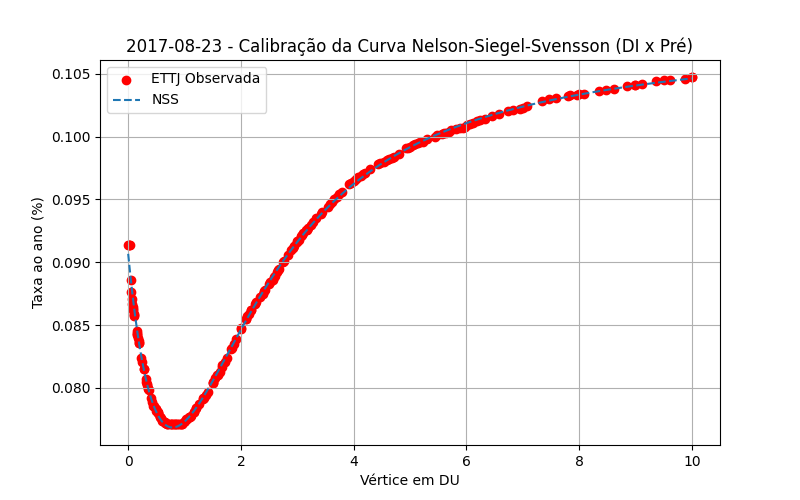 2017-08-23 - Calibração da Curva Nelson-Siegel-Svensson (DI x Pré)
ETTJ Observada
NSS
Taxa ao ano (%)
0.105
0.100
0.095
0.090
0.085
0.080
0 2 4 6 8 10
Vértice em DU